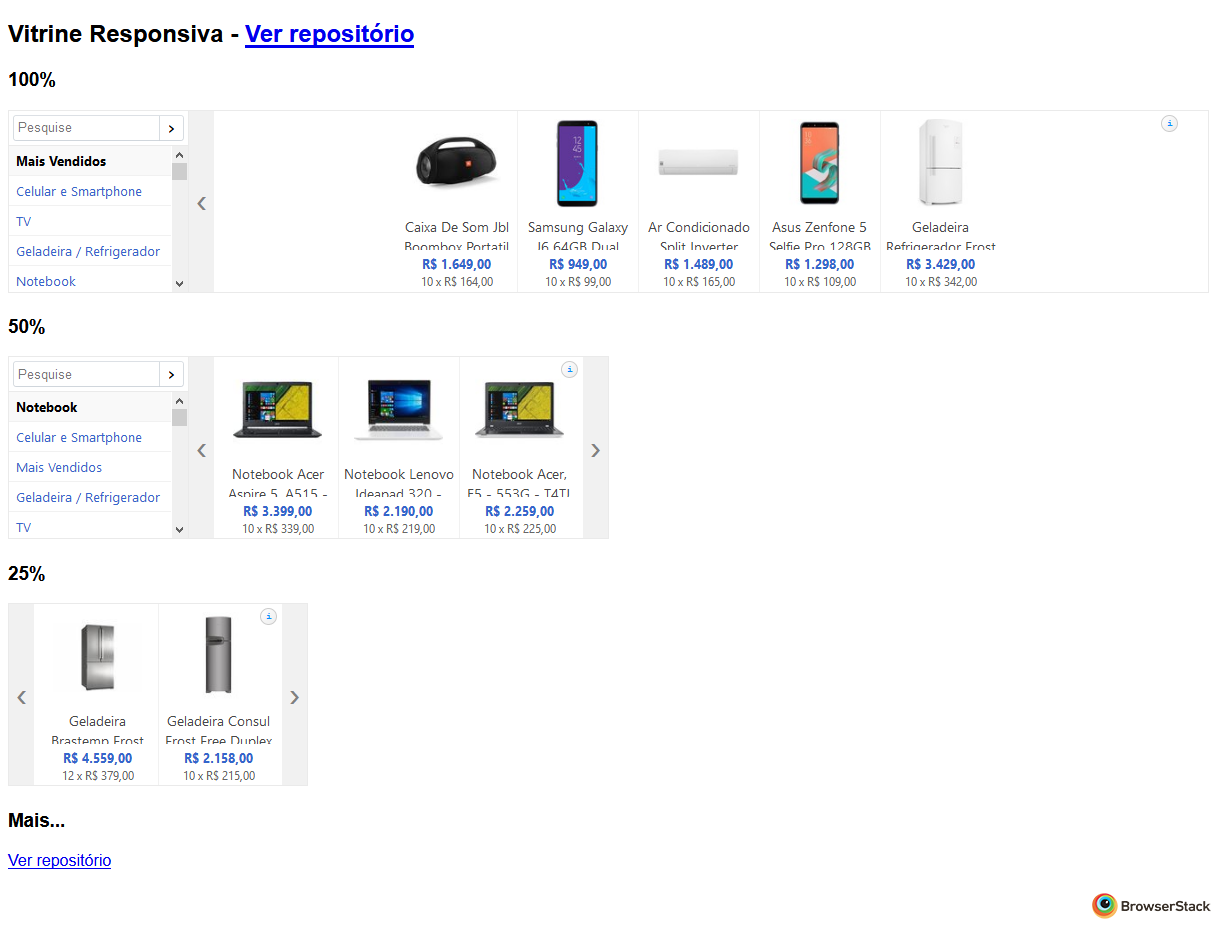 Vitrine Responsiva - Ver repositório
100%
Pesquise
Mais Vendidos
Celular e Smartphone
TV
Geladeira / Refrigerador
Notebook
Caixa De Som Jbl
Boombox Portatil
R$ 1.649,00
10 x R$ 164,00
Samsung Galaxy
J6 64GB Dual
R$ 949,00
10 x R$ 99,00
Ar Condicionado
Split Inverter
R$ 1.489,00
10 x R$ 165,00
Asus Zenfone 5
Selfie Pro 128GB
R$ 1.298,00
10 x R$ 109,00
Geladeira
Refrigerador Frost
R$ 3.429,00
10 x R$ 342,00
50%
Pesquise
Notebook
Celular e Smartphone
Mais Vendidos
Geladeira / Refrigerador
TV
Notebook Acer
Aspire 5, A515 -
R$ 3.399,00
10 x R$ 339,00
Notebook Lenovo
Ideapad 320 -
R$ 2.190,00
10 x R$ 219,00
Notebook Acer,
E5 - 553G - T4TJ
R$ 2.259,00
10 x R$ 225,00
25%
Geladeira
Brastemp Frost
R$ 4.559,00
12 x R$ 379,00
Geladeira Consul
Frost Free Duplex
R$ 2.158,00
10 x R$ 215,00
Mais...
Ver repositório
BrowserStack